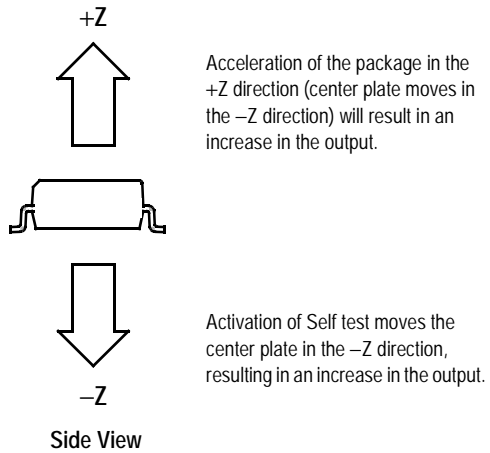 +Z
Acceleration of the package in the
+Z direction (center plate moves in
the –Z direction) will result in an
increase in the output.
Activation of Self test moves the
center plate in the –Z direction,
resulting in an increase in the output.
–Z
Side View